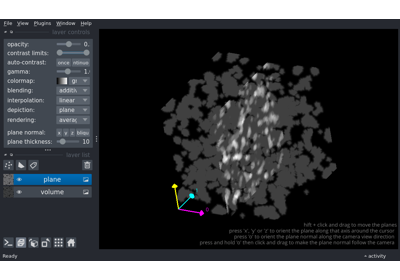 File View Plugins Window Help
layer controls
opacity: 0.
contrast limits:
auto-contrast: once
gamma: 1.
colormap:
blending: additiv
interpolation: linear
depiction: plane
rendering: averag
plane normal: x y z
plane thickness: 10
layer list
plane
volume
shift + click and drag to move the plane
press 'x', 'y' or 'z' to orient the plane along that axis around the cursor
press 'o' to orient the plane normal along the camera view direction
press and hold 'o' then click and drag to make the plane normal follow the camera
Ready
activity